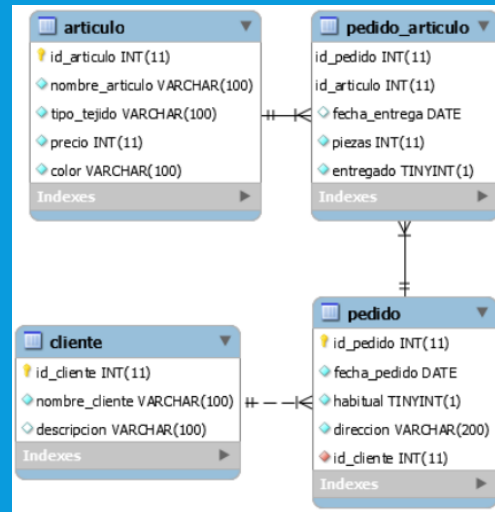 articulo
id_articulo INT(11)
nombre_articulo VARCHAR(100)
tipo_tejido VARCHAR(100)
precio INT(11)
color VARCHAR(100)
Indexes
pedido_articulo
id_pedido INT(11)
id_articulo INT(11)
fecha_entrega DATE
piezas INT(11)
entregado TINYINT(1)
Indexes
cliente
id_cliente INT(11)
nombre_cliente VARCHAR(100)
descripcion VARCHAR(100)
Indexes
pedido
id_pedido INT(11)
fecha_pedido DATE
habitual TINYINT(1)
direccion VARCHAR(200)
id_cliente INT(11)
Indexes